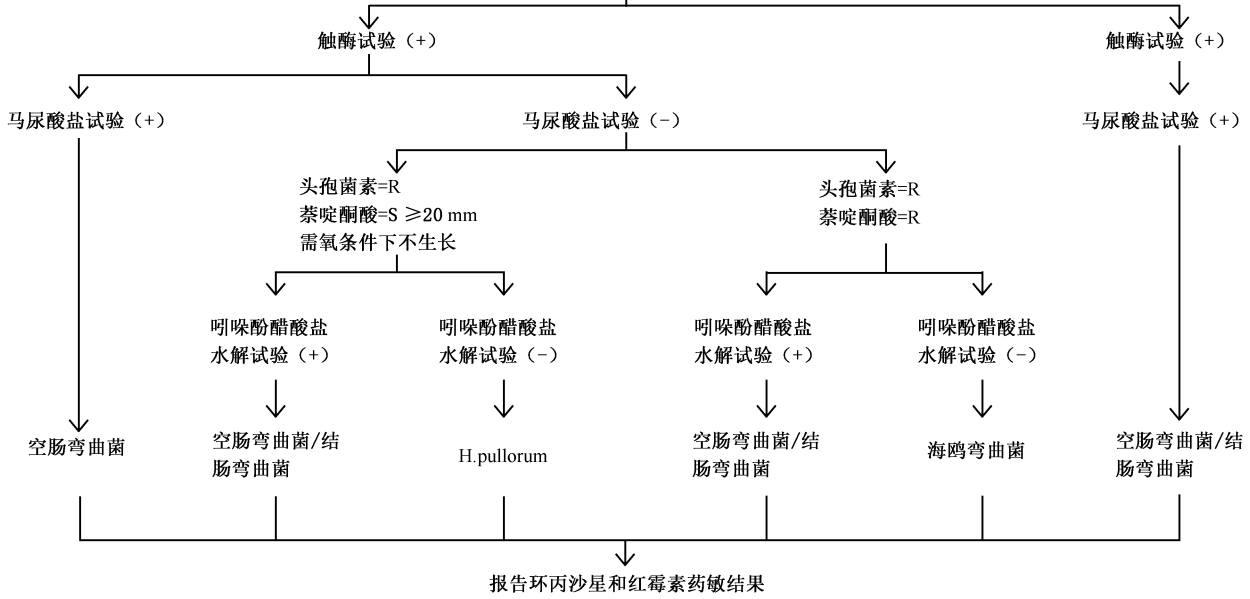 触酶试验（+）
触酶试验（+）
马尿酸盐试验（+）
马尿酸盐试验（-）
马尿酸盐试验（+）
头孢菌素=R
萘啶酮酸=S ≥20 mm
需氧条件下不生长
头孢菌素=R
萘啶酮酸=R
吲哚酚醋酸盐
水解试验（+）
吲哚酚醋酸盐
水解试验（-）
吲哚酚醋酸盐
水解试验（+）
吲哚酚醋酸盐
水解试验（-）
空肠弯曲菌
空肠弯曲菌/结
肠弯曲菌
H.pullorum
空肠弯曲菌/结
肠弯曲菌
海鸥弯曲菌
空肠弯曲菌/结
肠弯曲菌
报告环丙沙星和红霉素药敏结果